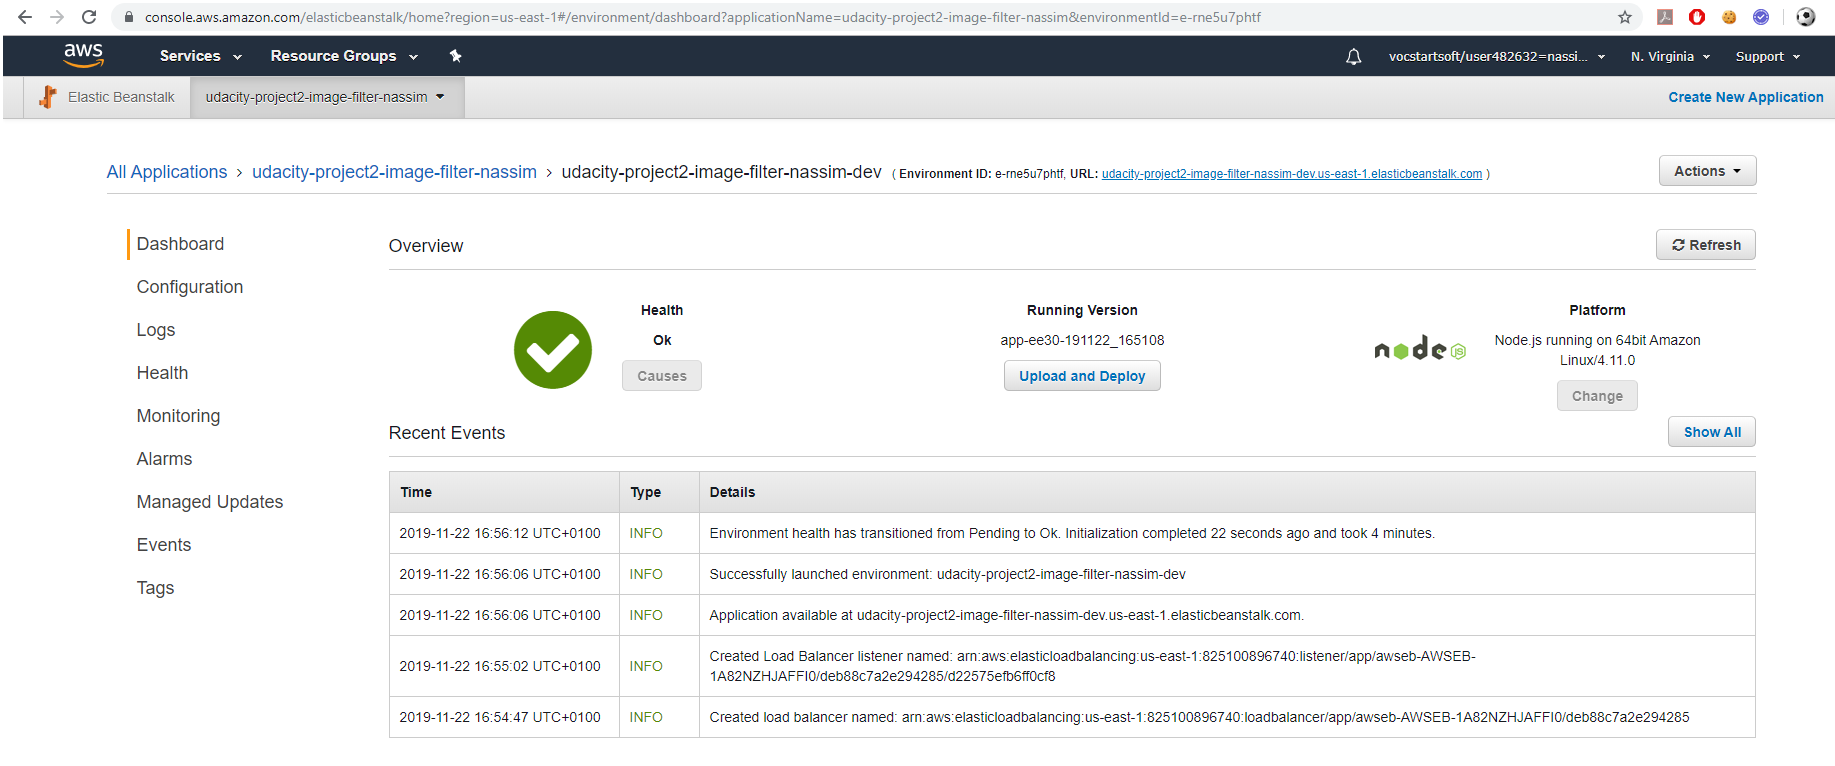 console.aws.amazon.com/elasticbeanstalk/home?region=us-east-1#/environment/dashboard?applicationName=udacity-project2-image-filter-nassim&environmentId=e-rne5u7phtf
aws Services Resource Groups vocstartsoft/user482632=nassi... N. Virginia Support
Elastic Beanstalk udacity-project2-image-filter-nassim Create New Application
All Applications > udacity-project2-image-filter-nassim > udacity-project2-image-filter-nassim-dev ( Environment ID: e-rne5u7phtf, URL: udacity-project2-image-filter-nassim-dev.us-east-1.elasticbeanstalk.com ) Actions
Dashboard
Configuration
Logs
Health
Monitoring
Alarms
Managed Updates
Events
Tags
Overview Refresh
Health
Ok
Causes
Running Version
app-ee30-191122_165108
Upload and Deploy
node JS
Platform
Node.js running on 64bit Amazon
Linux/4.11.0
Change
Recent Events Show All
Time Type Details
2019-11-22 16:56:12 UTC+0100 INFO Environment health has transitioned from Pending to Ok. Initialization completed 22 seconds ago and took 4 minutes.
2019-11-22 16:56:06 UTC+0100 INFO Successfully launched environment: udacity-project2-image-filter-nassim-dev
2019-11-22 16:56:06 UTC+0100 INFO Application available at udacity-project2-image-filter-nassim-dev.us-east-1.elasticbeanstalk.com.
2019-11-22 16:55:02 UTC+0100 INFO Created Load Balancer listener named: arn:aws:elasticloadbalancing:us-east-1:825100896740:listener/app/awseb-AWSEB-
1A82NZHJAFFI0/deb88c7a2e294285/d22575efb6ff0cf8
2019-11-22 16:54:47 UTC+0100 INFO Created load balancer named: arn:aws:elasticloadbalancing:us-east-1:825100896740:loadbalancer/app/awseb-AWSEB-1A82NZHJAFFI0/deb88c7a2e294285